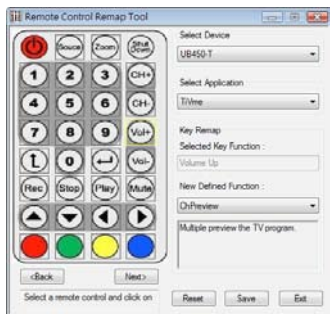 Remote Control Remap Tool
Source
Zoom
Shut Down
1
2
3
CH+
4
5
6
CH-
7
8
9
Vol+
0
Vol-
Rec
Stop
Play
Mute
<Back
Next>
Select a remote control and click on
Select Device
UB450-T
Select Application
TiVme
Key Remap
Selected Key Function :
Volume Up
New Defined Function :
ChPreview
Multiple preview the TV program.
Reset
Save
Exit